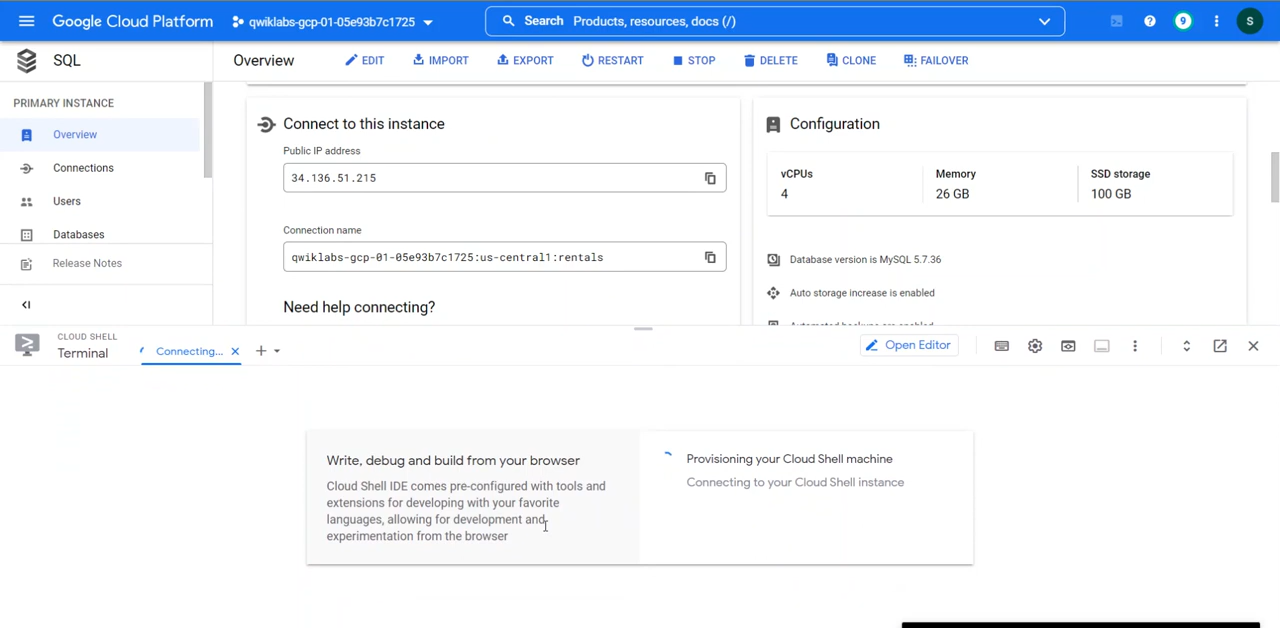 Google Cloud Platform
qwiklabs-gcp-01-05e93b7c1725
Search Products, resources, docs (/)
9
S
SQL
Overview
EDIT
IMPORT
EXPORT
RESTART
STOP
DELETE
CLONE
FAILOVER
PRIMARY INSTANCE
Overview
Connections
Users
Databases
Release Notes
Connect to this instance
Public IP address
34.136.51.215
Connection name
qwiklabs-gcp-01-05e93b7c1725:us-central1:rentals
Need help connecting?
Configuration
vCPUs
4
Memory
26 GB
SSD storage
100 GB
Database version is MySQL 5.7.36
Auto storage increase is enabled
Automated backups are enabled
CLOUD SHELL
Terminal
Connecting...
Open Editor
Write, debug and build from your browser
Cloud Shell IDE comes pre-configured with tools and
extensions for developing with your favorite
languages, allowing for development and
experimentation from the browser
Provisioning your Cloud Shell machine
Connecting to your Cloud Shell instance